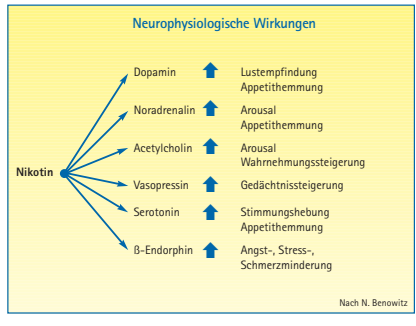 Neurophysiologische Wirkungen
Dopamin Lustempfindung
Appetithemmung
Noradrenalin Arousal
Appetithemmung
Acetylcholin Arousal
Wahrnehmungssteigerung
Nikotin
Vasopressin Gedächtnissteigerung
Serotonin Stimmungshebung
Appetithemmung
ß-Endorphin Angst-, Stress-,
Schmerzminderung
Nach N. Benowitz